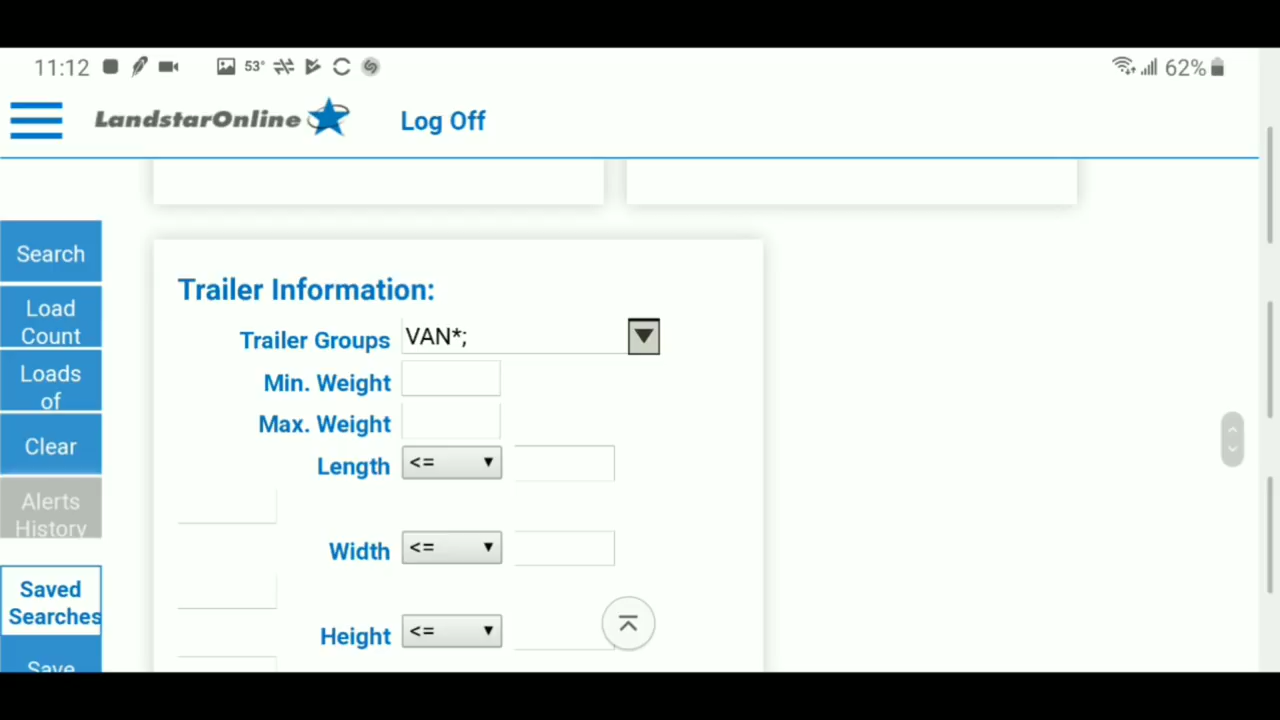 11:12 53° 62%
LandstarOnline Log Off
Search
Load
Count
Loads
of
Clear
Alerts
History
Saved
Searches
Save
Trailer Information:
Trailer Groups VAN*;
Min. Weight
Max. Weight
Length <=
Width <=
Height <=